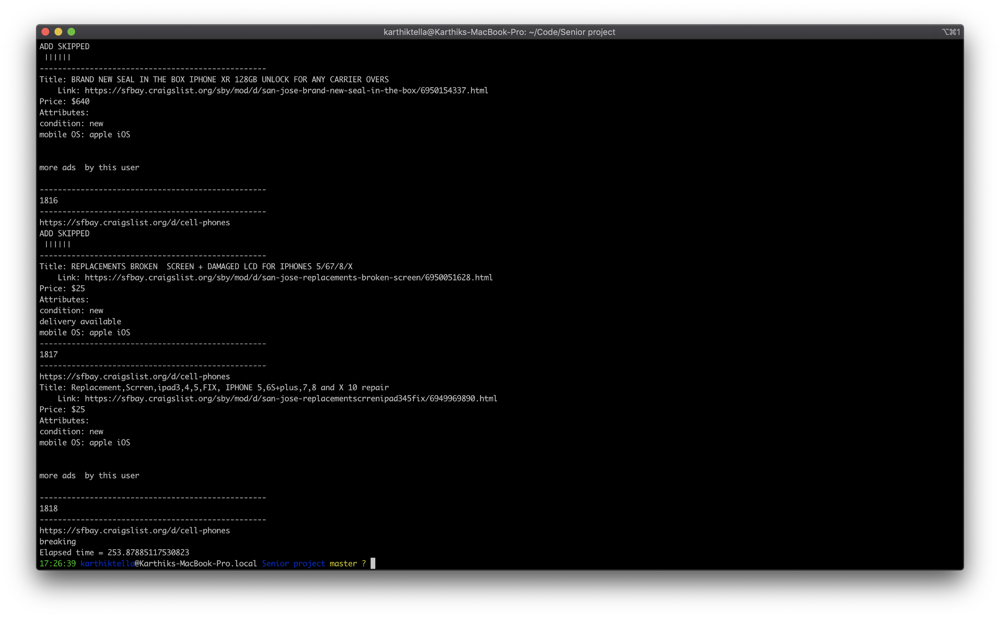 karthiktella@Karthiks-MacBook-Pro: ~/Code/Senior project ⌥⌘1
ADD SKIPPED
||||||
--------------------------------------------------
Title: BRAND NEW SEAL IN THE BOX IPHONE XR 128GB UNLOCK FOR ANY CARRIER OVERS
Link: https://sfbay.craigslist.org/sby/mod/d/san-jose-brand-new-seal-in-the-box/6950154337.html
Price: $640
Attributes:
condition: new
mobile OS: apple iOS
more ads  by this user
--------------------------------------------------
1816
--------------------------------------------------
https://sfbay.craigslist.org/d/cell-phones
ADD SKIPPED
||||||
--------------------------------------------------
Title: REPLACEMENTS BROKEN  SCREEN + DAMAGED LCD FOR IPHONES 5/67/8/X
Link: https://sfbay.craigslist.org/sby/mod/d/san-jose-replacements-broken-screen/6950051628.html
Price: $25
Attributes:
condition: new
delivery available
mobile OS: apple iOS
--------------------------------------------------
1817
--------------------------------------------------
https://sfbay.craigslist.org/d/cell-phones
Title: Replacement,Scrren,ipad3,4,5,FIX, IPHONE 5,6S+plus,7,8 and X 10 repair
Link: https://sfbay.craigslist.org/sby/mod/d/san-jose-replacementscrrenipad345fix/6949969890.html
Price: $25
Attributes:
condition: new
mobile OS: apple iOS
more ads  by this user
--------------------------------------------------
1818
--------------------------------------------------
https://sfbay.craigslist.org/d/cell-phones
breaking
Elapsed time = 253.87885117530823
17:26:39 karthiktella@Karthiks-MacBook-Pro.local Senior project master ?